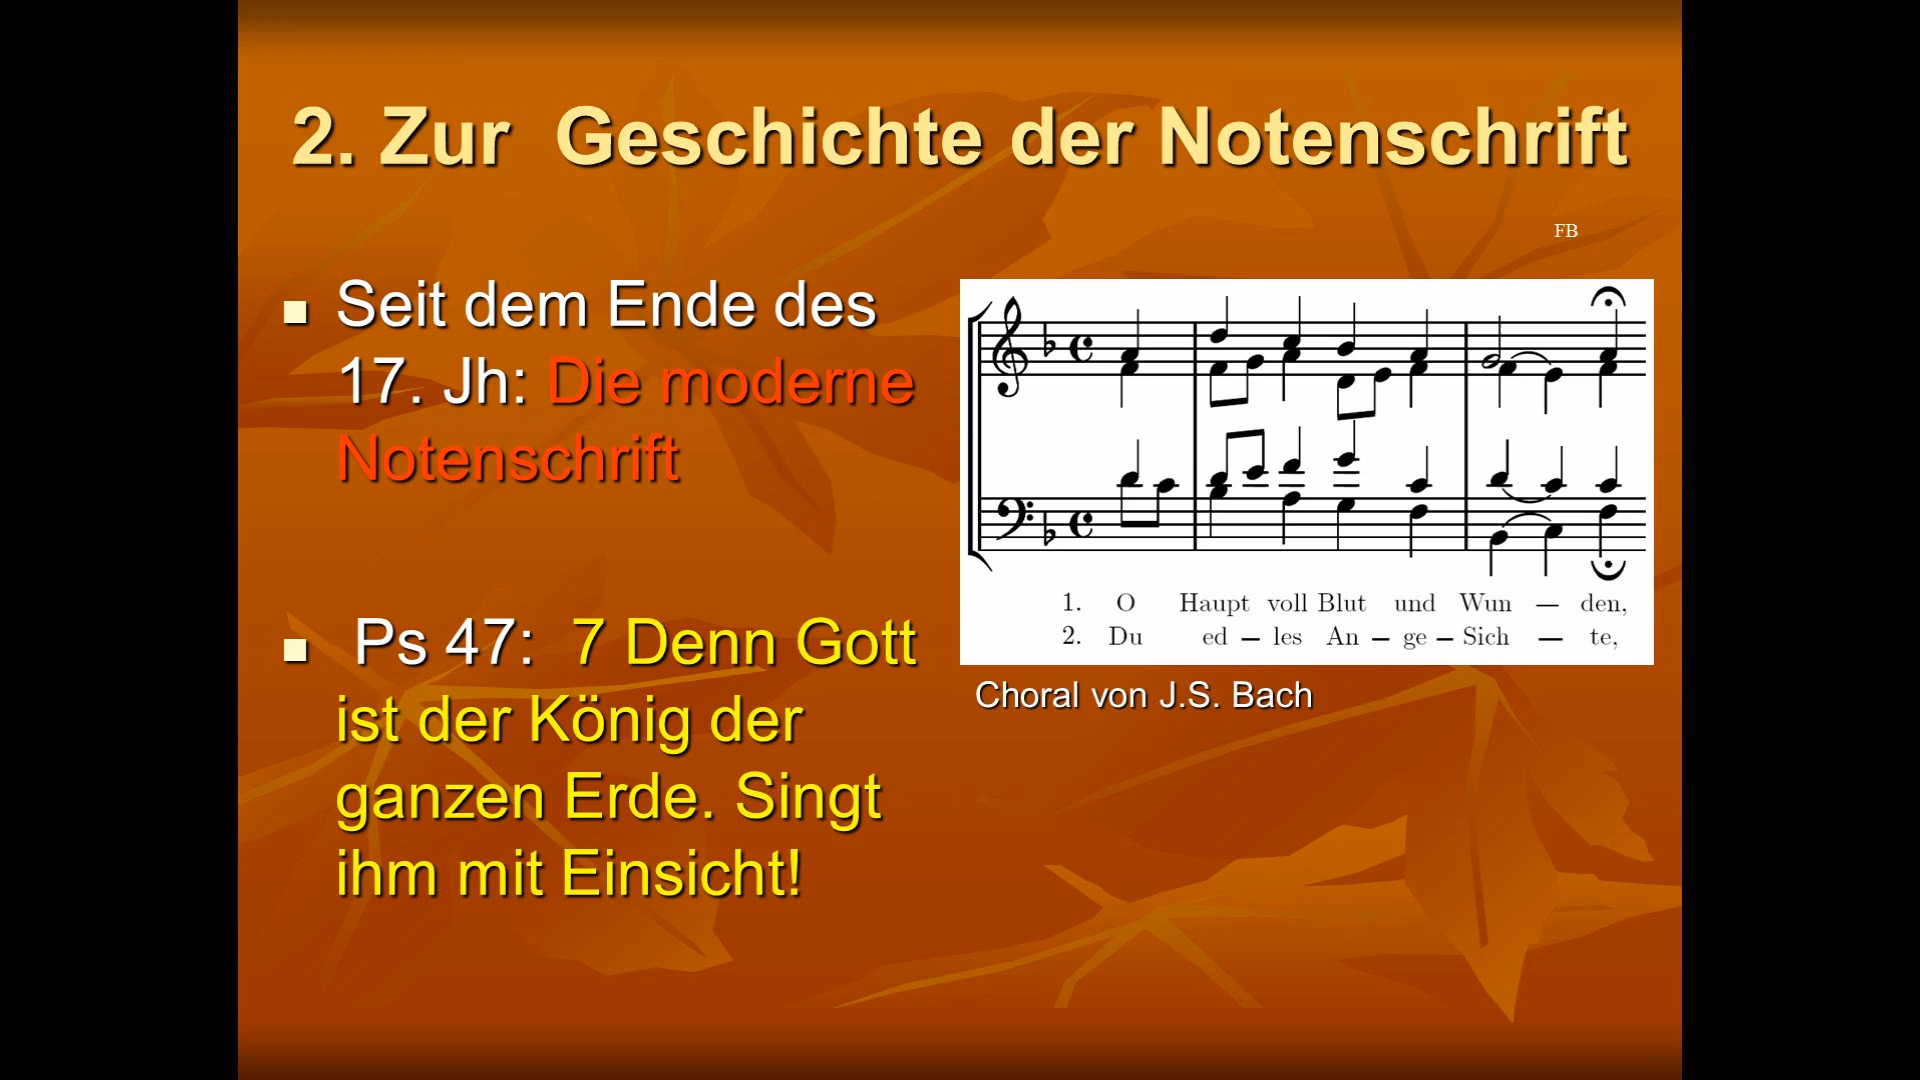 2. Zur  Geschichte der Notenschrift
FB
Seit dem Ende des
17. Jh: Die moderne
Notenschrift
Ps 47:  7 Denn Gott
ist der König der
ganzen Erde. Singt
ihm mit Einsicht!
1. O Haupt voll Blut und Wun — den,
2. Du ed — les An — ge — Sich — te,
Choral von J.S. Bach